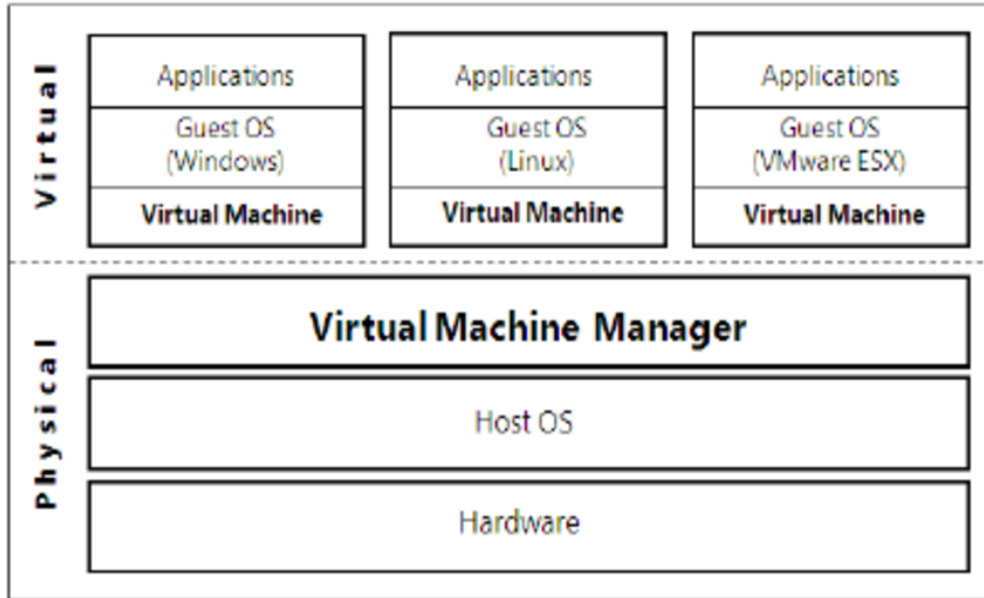 Virtual
Applications
Guest OS
(Windows)
Virtual Machine
Applications
Guest OS
(Linux)
Virtual Machine
Applications
Guest OS
(VMware ESX)
Virtual Machine
Physical
Virtual Machine Manager
Host OS
Hardware